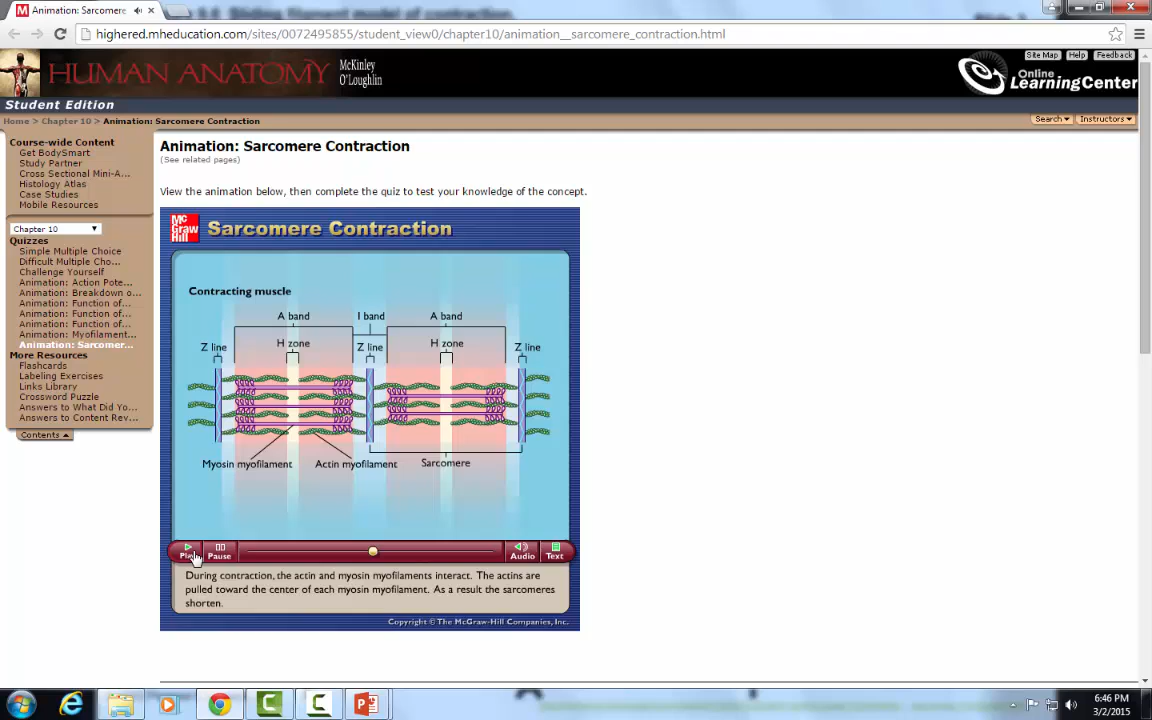 Animation: Sarcomere
9.6 Sliding filament model of contraction.
highered.mheducation.com/sites/0072495855/student_view0/chapter10/animation__sarcomere_contraction.html
HUMAN ANATOMY
McKinley
O'Loughlin
Site Map
Help
Feedback
Online
LearningCenter
Student Edition
Home > Chapter 10 > Animation: Sarcomere Contraction
Search
Instructors
Course-wide Content
Get BodySmart
Study Partner
Cross Sectional Mini-A...
Histology Atlas
Case Studies
Mobile Resources
Chapter 10
Quizzes
Simple Multiple Choice
Difficult Multiple Cho...
Challenge Yourself
Animation: Action Pote...
Animation: Breakdown o...
Animation: Function of...
Animation: Function of...
Animation: Function of...
Animation: Myofilament...
Animation: Sarcomer...
More Resources
Flashcards
Labeling Exercises
Links Library
Crossword Puzzle
Answers to What Did Yo...
Answers to Content Rev...
Contents
Animation: Sarcomere Contraction
(See related pages)
View the animation below, then complete the quiz to test your knowledge of the concept.
Mc
Graw
Hill
Sarcomere Contraction
Contracting muscle
A band
I band
A band
H zone
H zone
Z line
Z line
Z line
Myosin myofilament
Actin myofilament
Sarcomere
Play
Pause
Audio
Text
During contraction, the actin and myosin myofilaments interact. The actins are
pulled toward the center of each myosin myofilament. As a result the sarcomeres
shorten.
Copyright © The McGraw-Hill Companies, Inc.
6:46 PM
3/2/2015